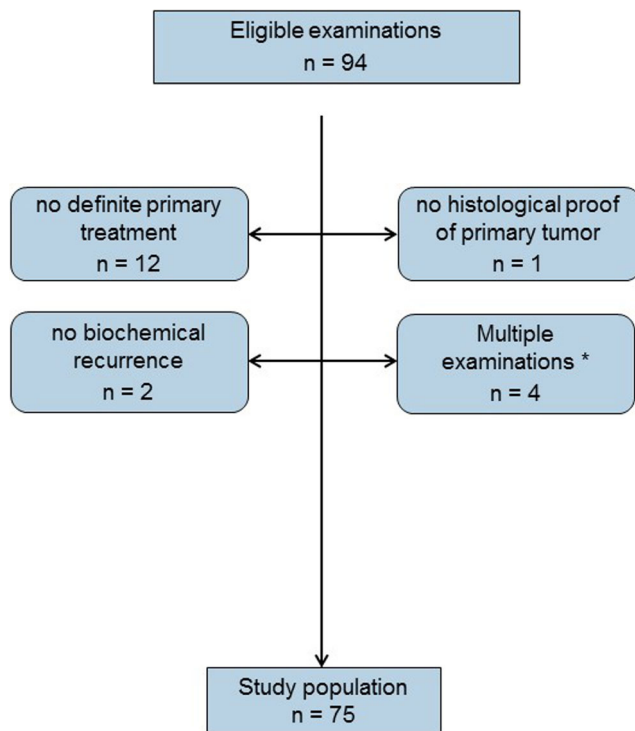 Eligible examinations
n = 94
no definite primary
treatment
n = 12
no histological proof
of primary tumor
n = 1
no biochemical
recurrence
n = 2
Multiple
examinations *
n = 4
Study population
n = 75